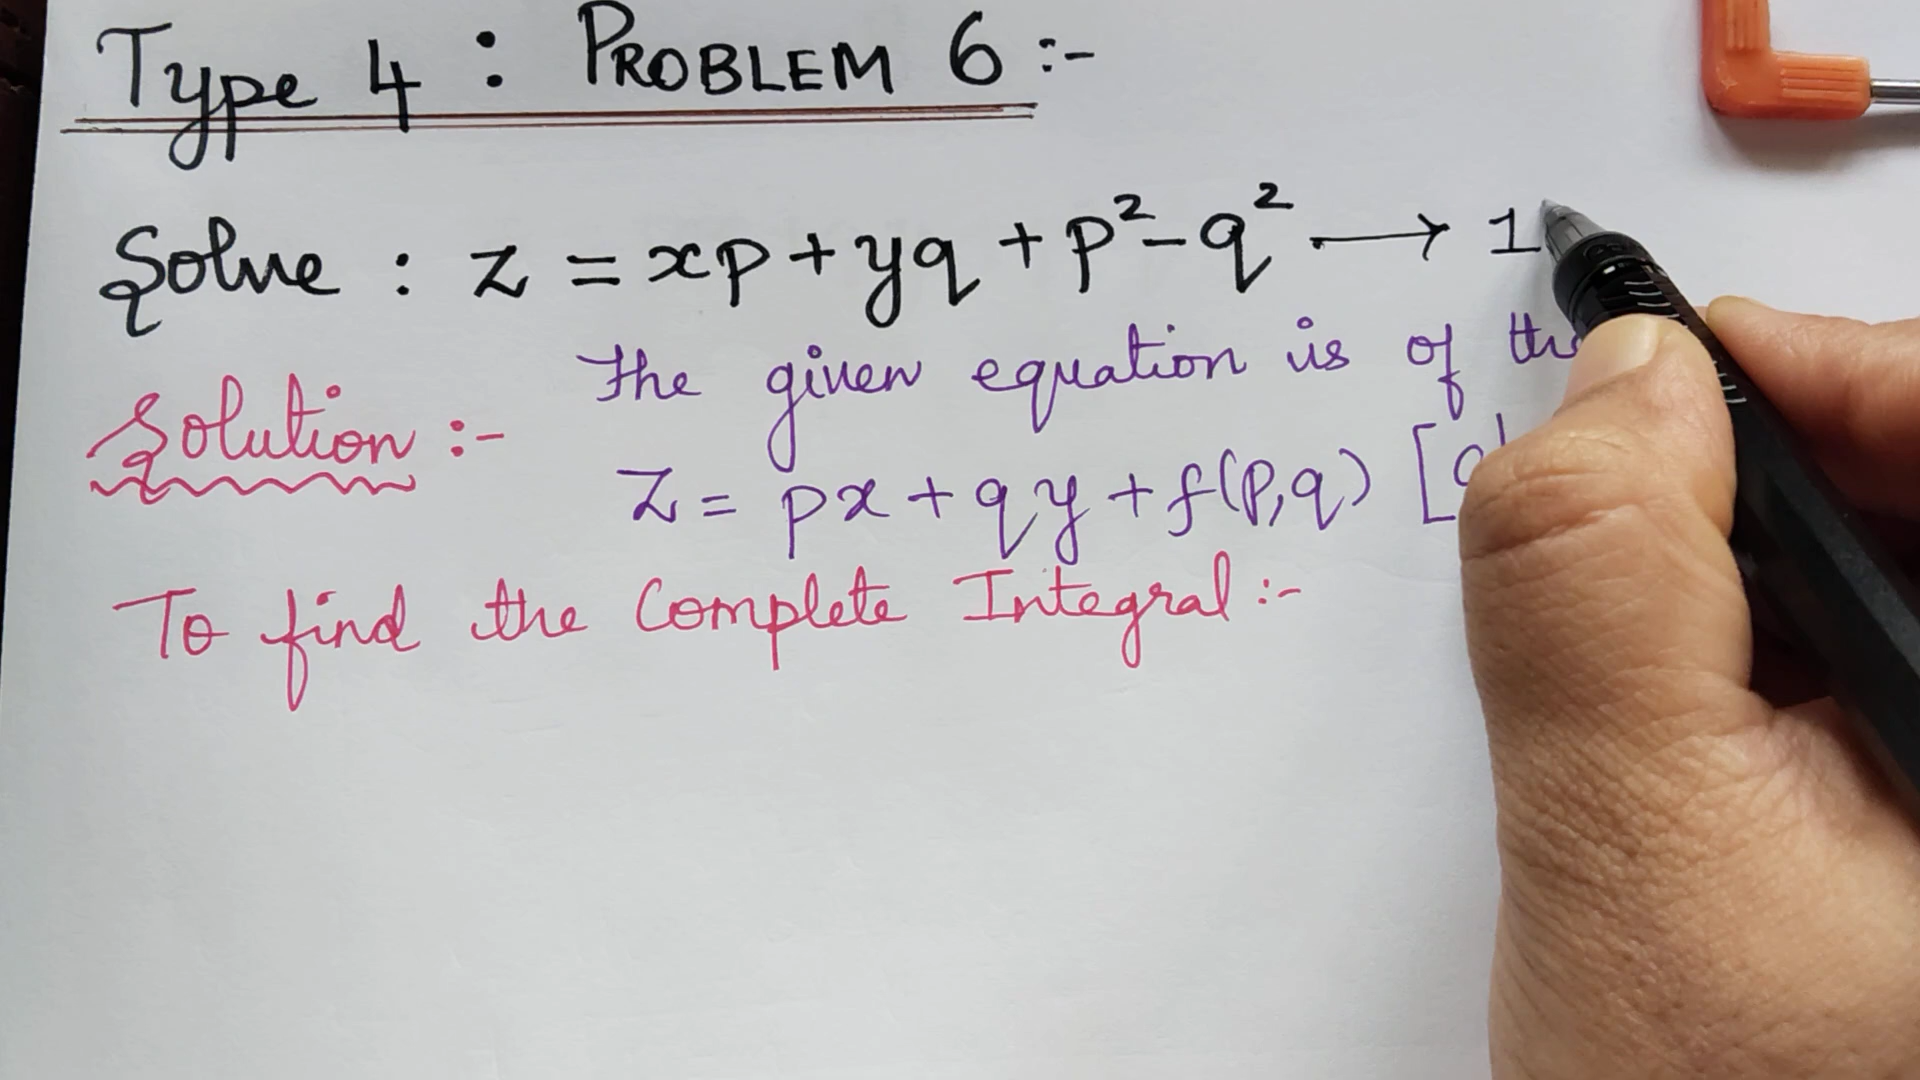 Type 4 : PROBLEM 6 :-
Solve : z = xp + yq + p² - q² → 1
Solution :- The given equation is of
z = px + qy + f(p,q) [
To find the Complete Integral :-